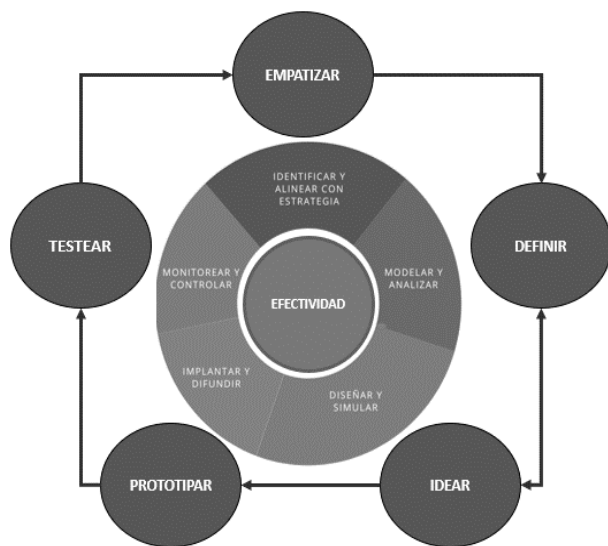 EMPATIZAR
IDENTIFICAR Y
ALINEAR CON
ESTRATEGIA
TESTEAR
DEFINIR
MONITOREAR Y
CONTROLAR
MODELAR Y
ANALIZAR
EFECTIVIDAD
IMPLANTAR Y
DIFUNDIR
DISEÑAR Y
SIMULAR
PROTOTIPAR
IDEAR